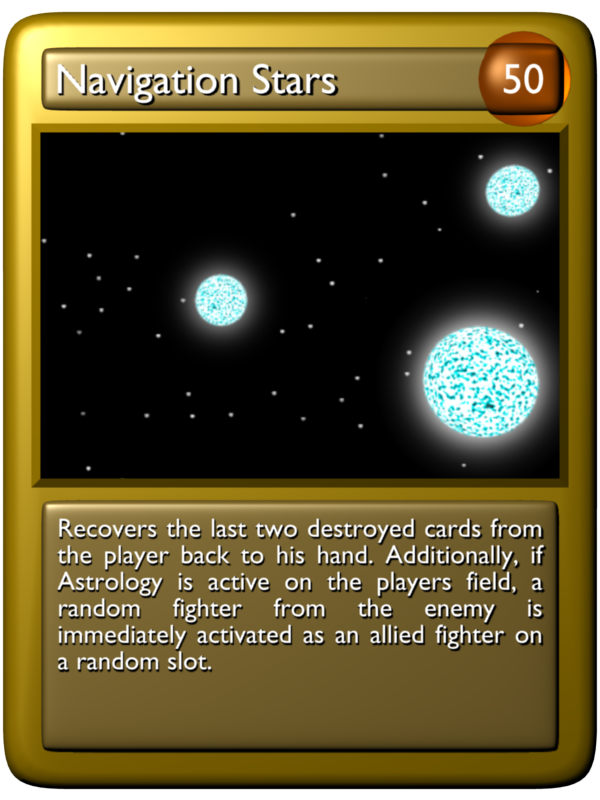 Navigation Stars
50
Recovers the last two destroyed cards from
the player back to his hand. Additionally, if
Astrology is active on the players field, a
random fighter from the enemy is
immediately activated as an allied fighter on
a random slot.